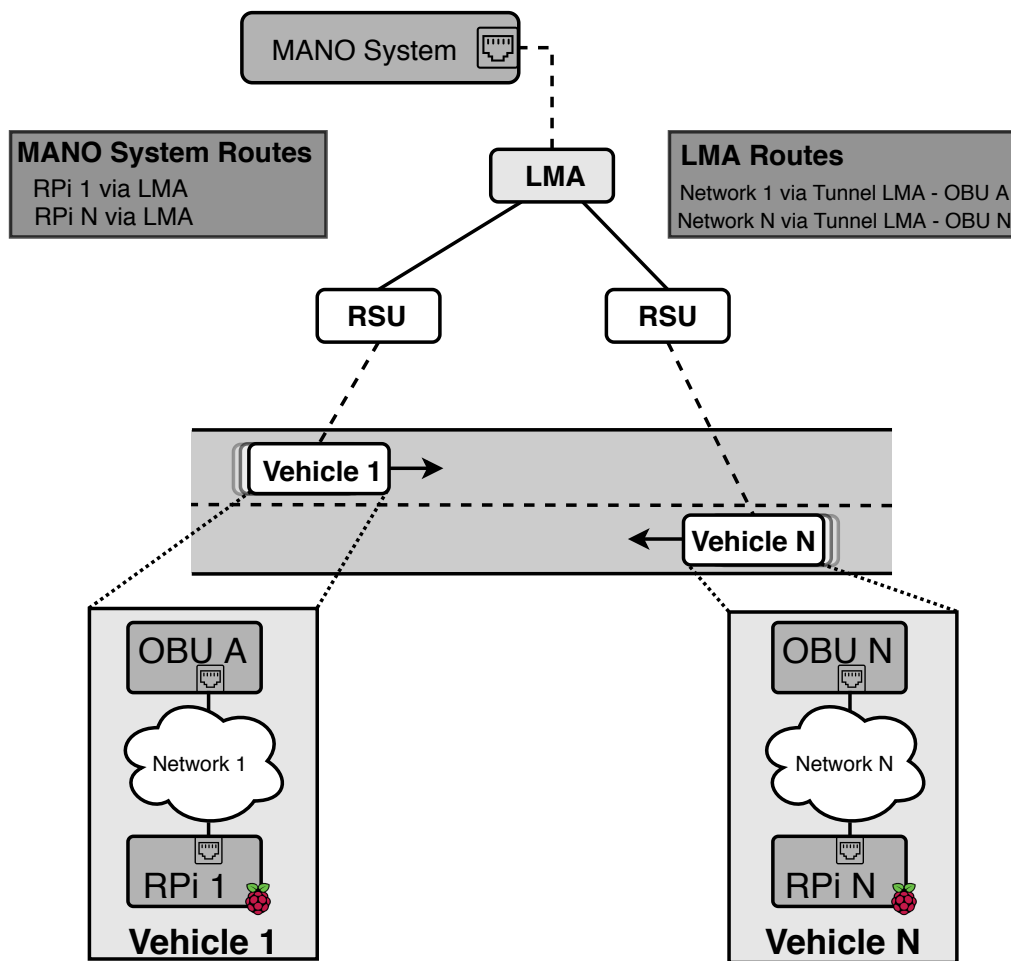 MANO System
MANO System Routes
RPi 1 via LMA
RPi N via LMA
LMA
LMA Routes
Network 1 via Tunnel LMA - OBU A
Network N via Tunnel LMA - OBU N
RSU
RSU
Vehicle 1
Vehicle N
OBU A
Network 1
RPi 1
Vehicle 1
OBU N
Network N
RPi N
Vehicle N